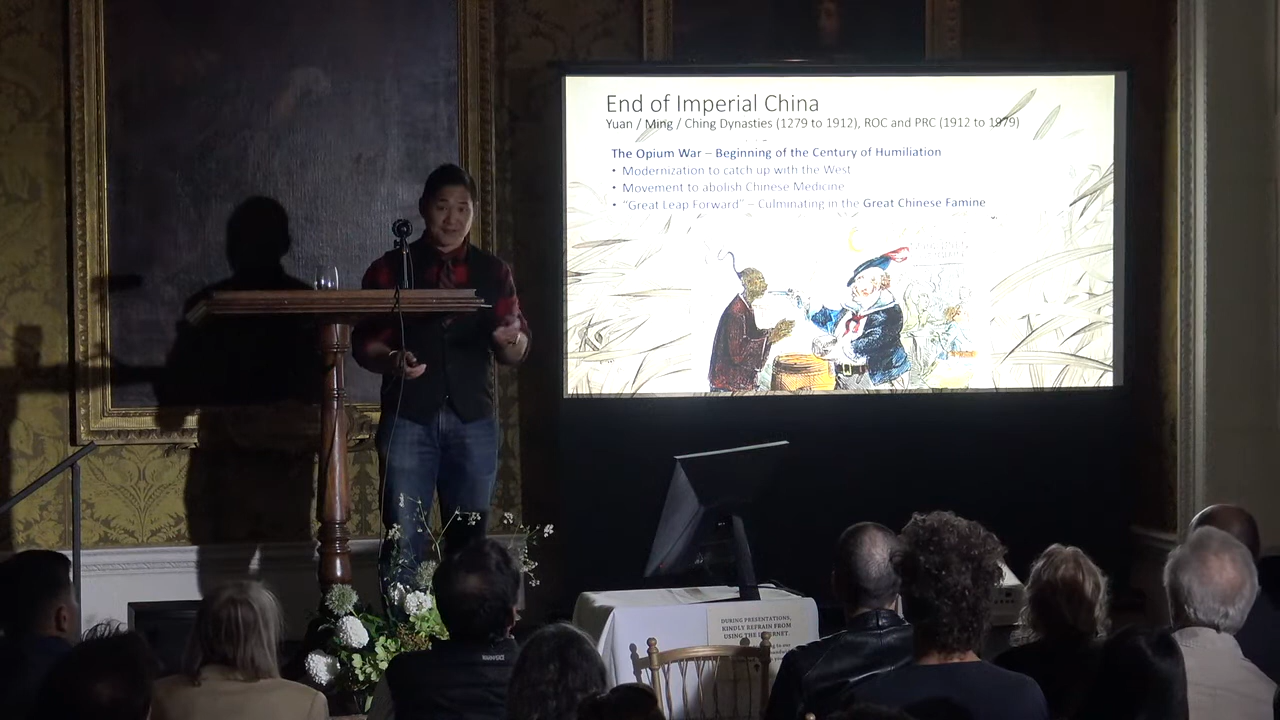 End of Imperial China
Yuan / Ming / Ching Dynasties (1279 to 1912), ROC and PRC (1912 to 1979)
The Opium War – Beginning of the Century of Humiliation
• Modernization to catch up with the West
• Movement to abolish Chinese Medicine
• "Great Leap Forward" – Culminating in the Great Chinese Famine
DURING PRESENTATIONS,
KINDLY REFRAIN FROM
USING THE INTERNET.